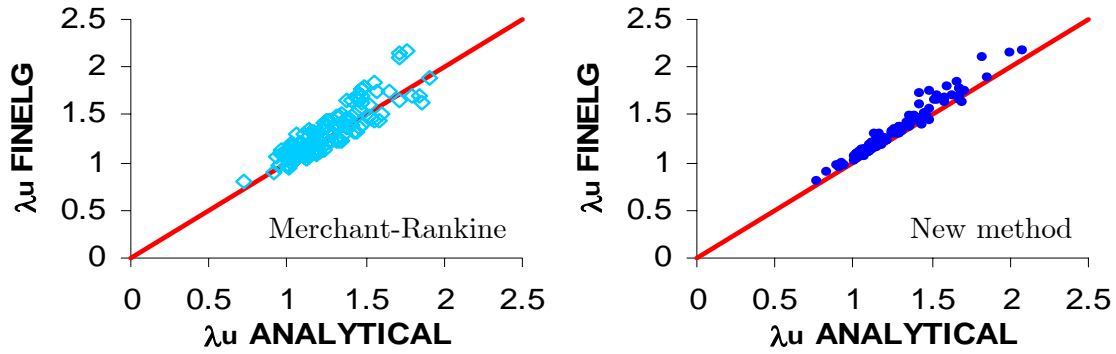 2.5
2
1.5
1
0.5
0
λu FINELG
Merchant-Rankine
0 0.5 1 1.5 2 2.5
λu ANALYTICAL
2.5
2
1.5
1
0.5
0
λu FINELG
New method
0 0.5 1 1.5 2 2.5
λu ANALYTICAL